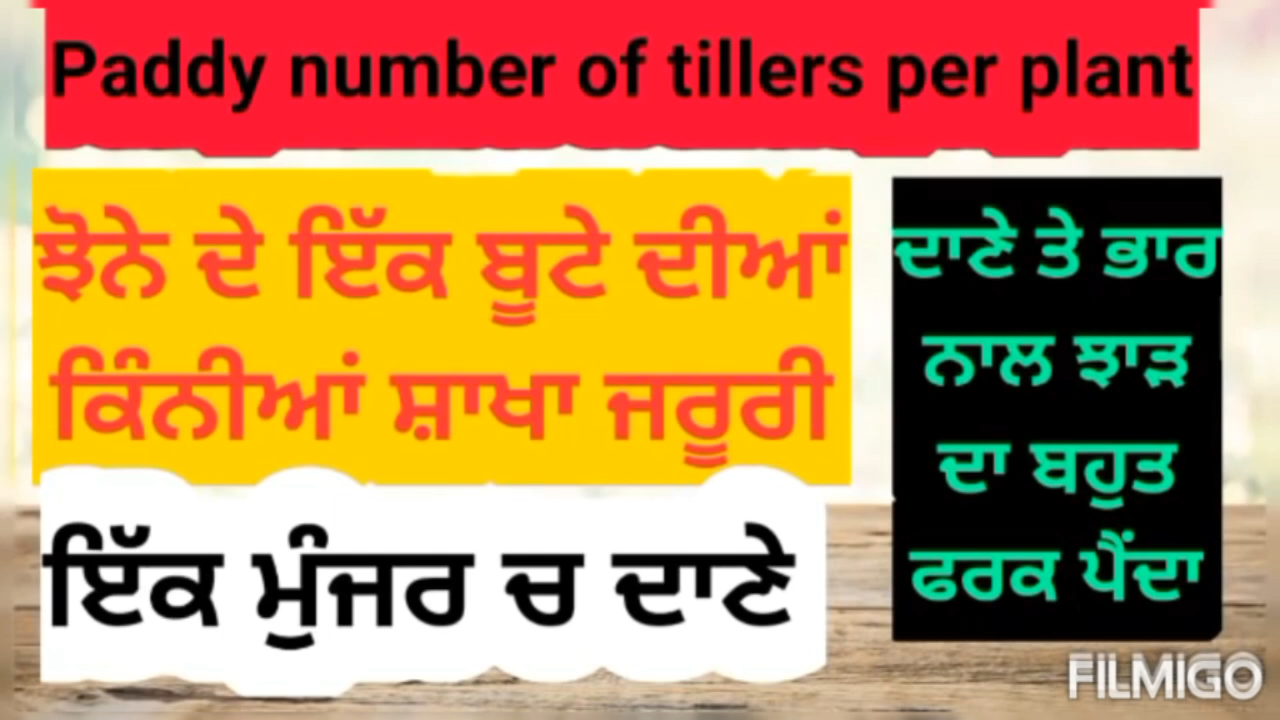 Paddy number of tillers per plant
ਝੋਨੇ ਦੇ ਇੱਕ ਬੂਟੇ ਦੀਆਂ
ਕਿੰਨੀਆਂ ਸ਼ਾਖਾ ਜਰੂਰੀ
ਇੱਕ ਮੁੰਜਰ ਚ ਦਾਣੇ
ਦਾਣੇ ਤੇ ਭਾਰ
ਨਾਲ ਝਾੜ
ਦਾ ਬਹੁਤ
ਫਰਕ ਪੈਂਦਾ
FILMIGO